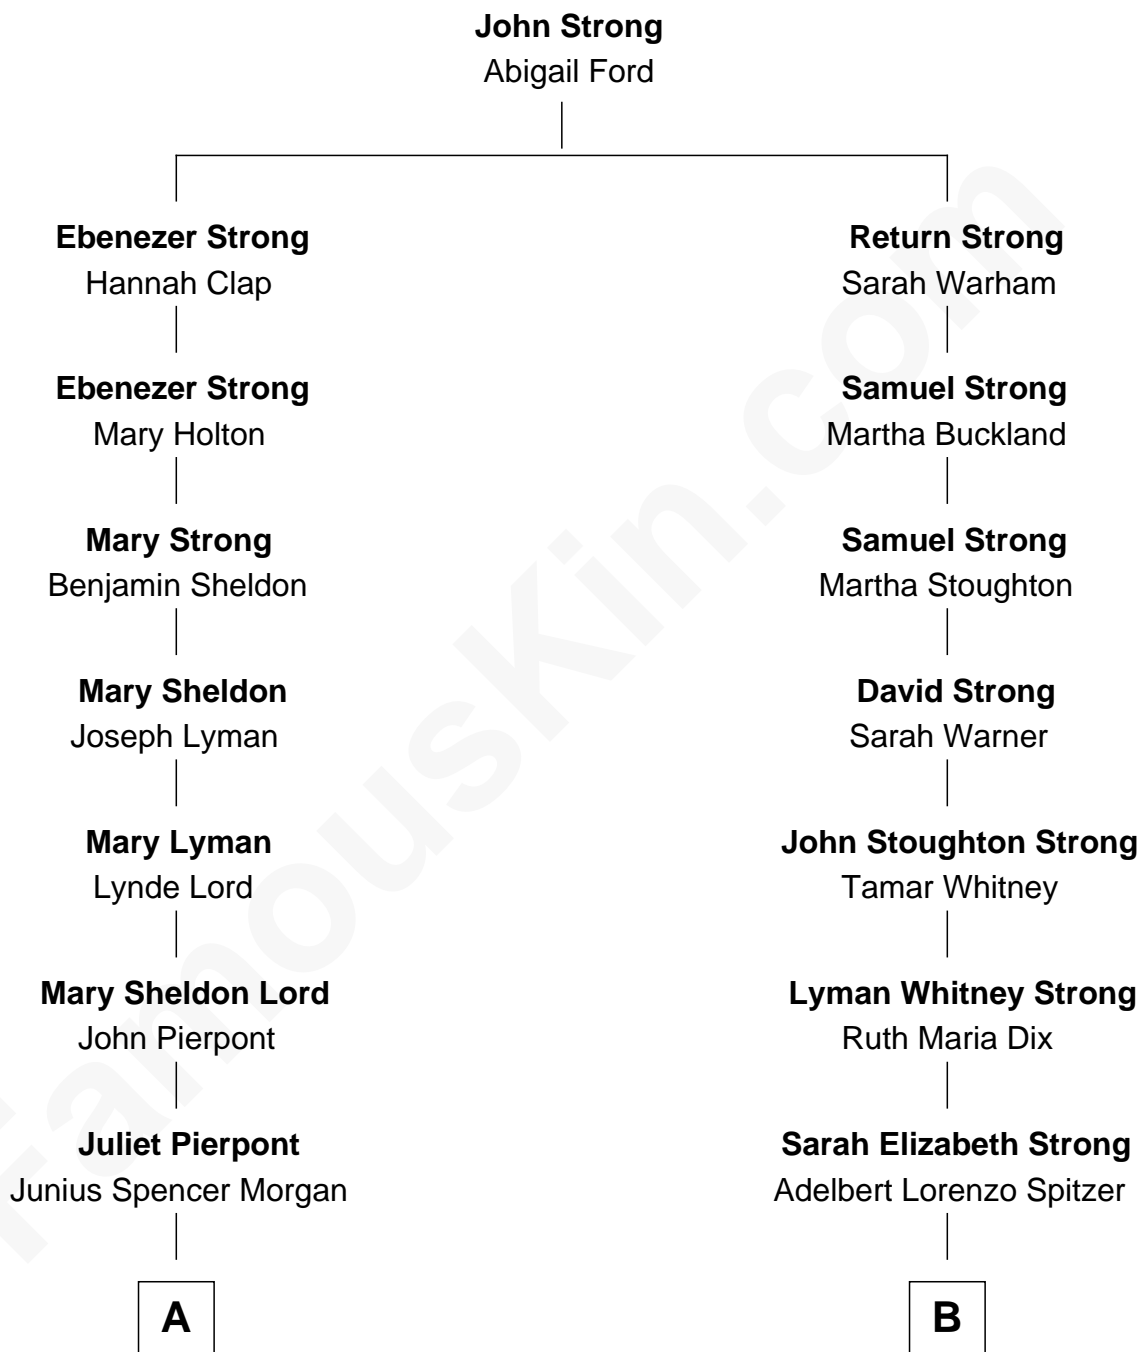 John Strong
Abigail Ford
Ebenezer Strong
Hannah Clap
Return Strong
Sarah Warham
Ebenezer Strong
Mary Holton
Samuel Strong
Martha Buckland
Mary Strong
Benjamin Sheldon
Samuel Strong
Martha Stoughton
Mary Sheldon
Joseph Lyman
David Strong
Sarah Warner
Mary Lyman
Lynde Lord
John Stoughton Strong
Tamar Whitney
Mary Sheldon Lord
John Pierpont
Lyman Whitney Strong
Ruth Maria Dix
Juliet Pierpont
Junius Spencer Morgan
Sarah Elizabeth Strong
Adelbert Lorenzo Spitzer
A
B
FamousKin.com